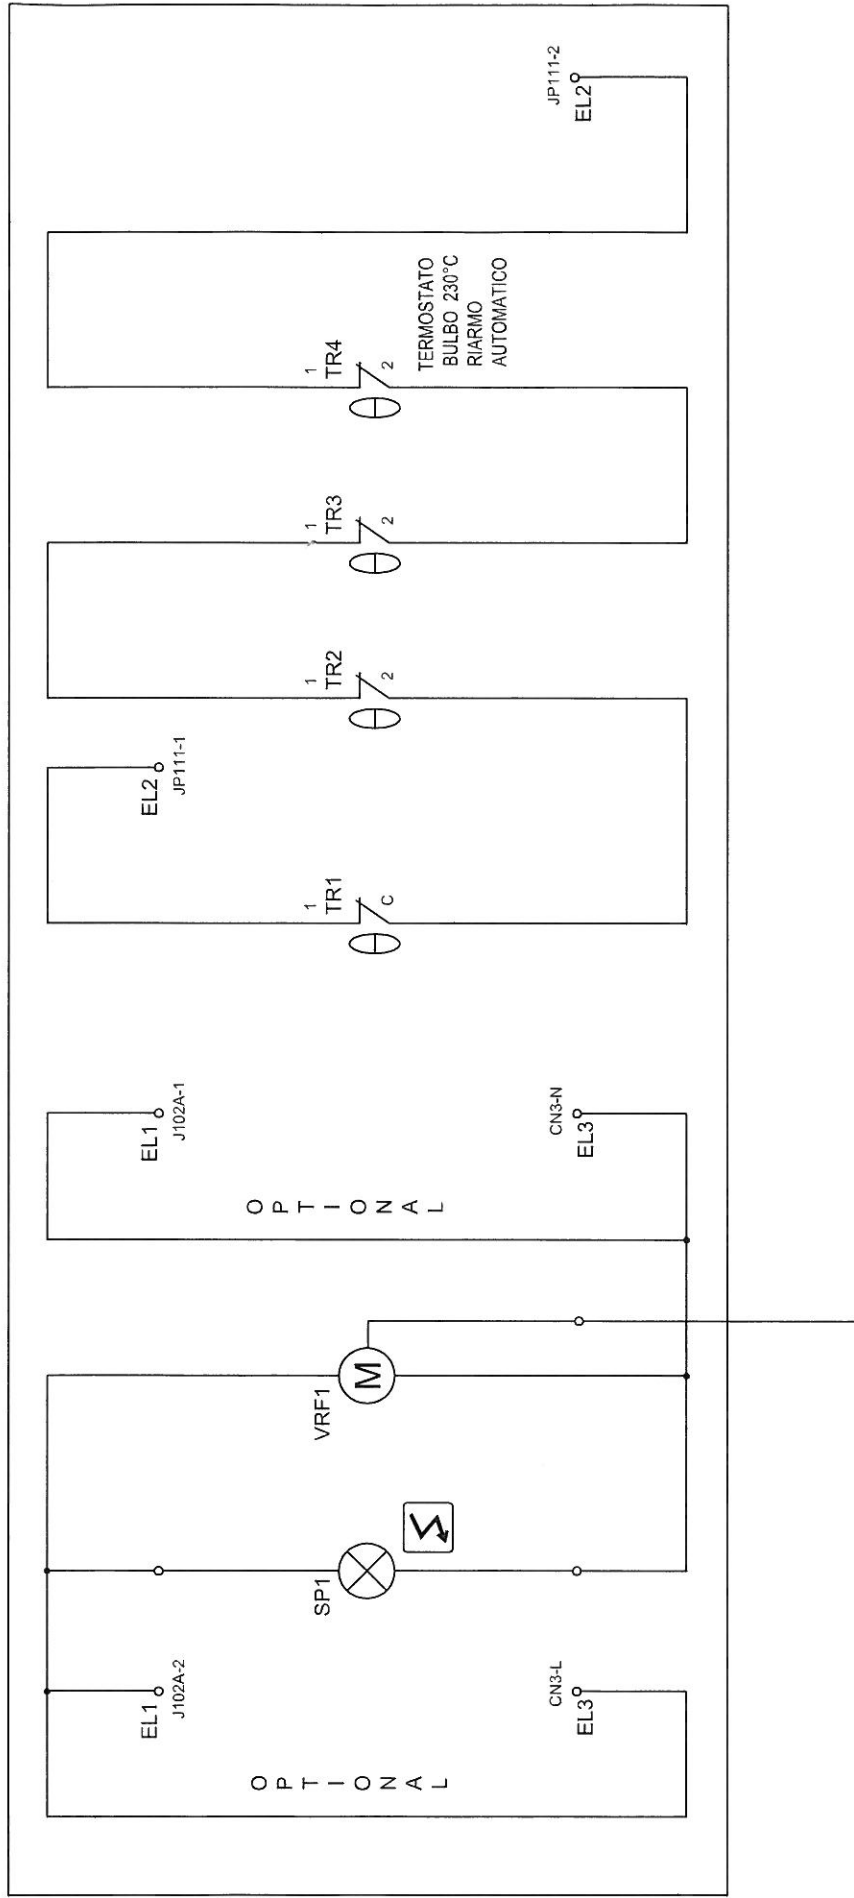 EL1
J102A-2
OPTIONAL
CN3-L
EL3
SP1
VRF1
M
EL1
J102A-1
OPTIONAL
CN3-N
EL3
1
TR1
C
EL2
JP111-1
1
TR2
2
1
TR3
2
1
TR4
2
TERMOSTATO
BULBO 230°C
RIARMO
AUTOMATICO
JP111-2
EL2